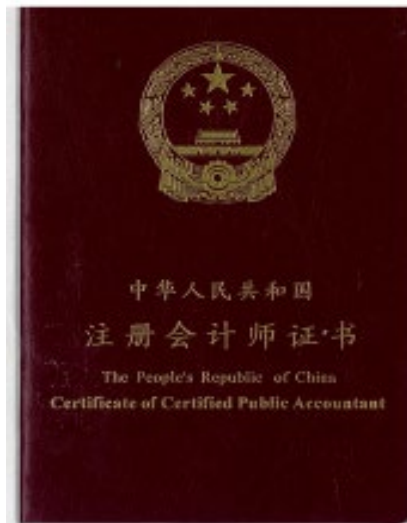 中华人民共和国
注册会计师证书
The People's Republic of China
Certificate of Certified Public Accountant